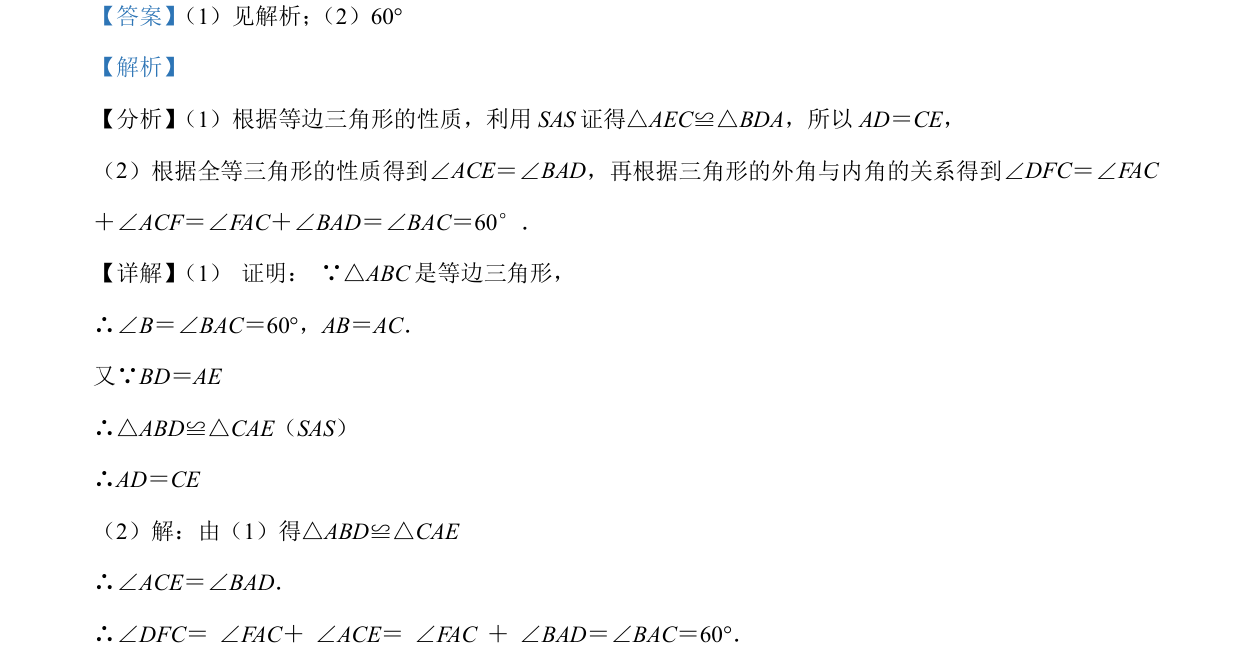 【答案】（1）见解析；（2）60°
【解析】
【分析】（1）根据等边三角形的性质，利用 SAS 证得△AEC≌△BDA，所以 AD＝CE，
（2）根据全等三角形的性质得到∠ACE＝∠BAD，再根据三角形的外角与内角的关系得到∠DFC＝∠FAC
＋∠ACF＝∠FAC＋∠BAD＝∠BAC＝60°．
【详解】（1） 证明： ∵△ABC 是等边三角形，
∴∠B＝∠BAC＝60°，AB＝AC．
又∵BD＝AE
∴△ABD≌△CAE（SAS）
∴AD＝CE
（2）解：由（1）得△ABD≌△CAE
∴∠ACE＝∠BAD．
∴∠DFC＝ ∠FAC＋ ∠ACE＝ ∠FAC ＋ ∠BAD＝∠BAC＝60°．